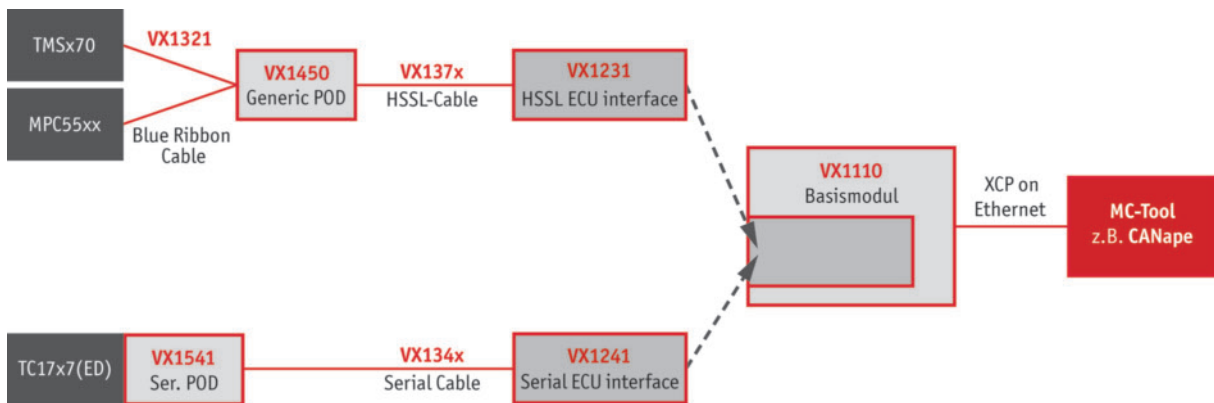 TMSx70
VX1321
MPC55xx
Blue Ribbon
Cable
VX1450
Generic POD
VX137x
HSSL-Cable
VX1231
HSSL ECU interface
VX1110
Basismodul
XCP on
Ethernet
MC-Tool
z.B. CANape
TC17x7(ED)
VX1541
Ser. POD
VX134x
Serial Cable
VX1241
Serial ECU interface